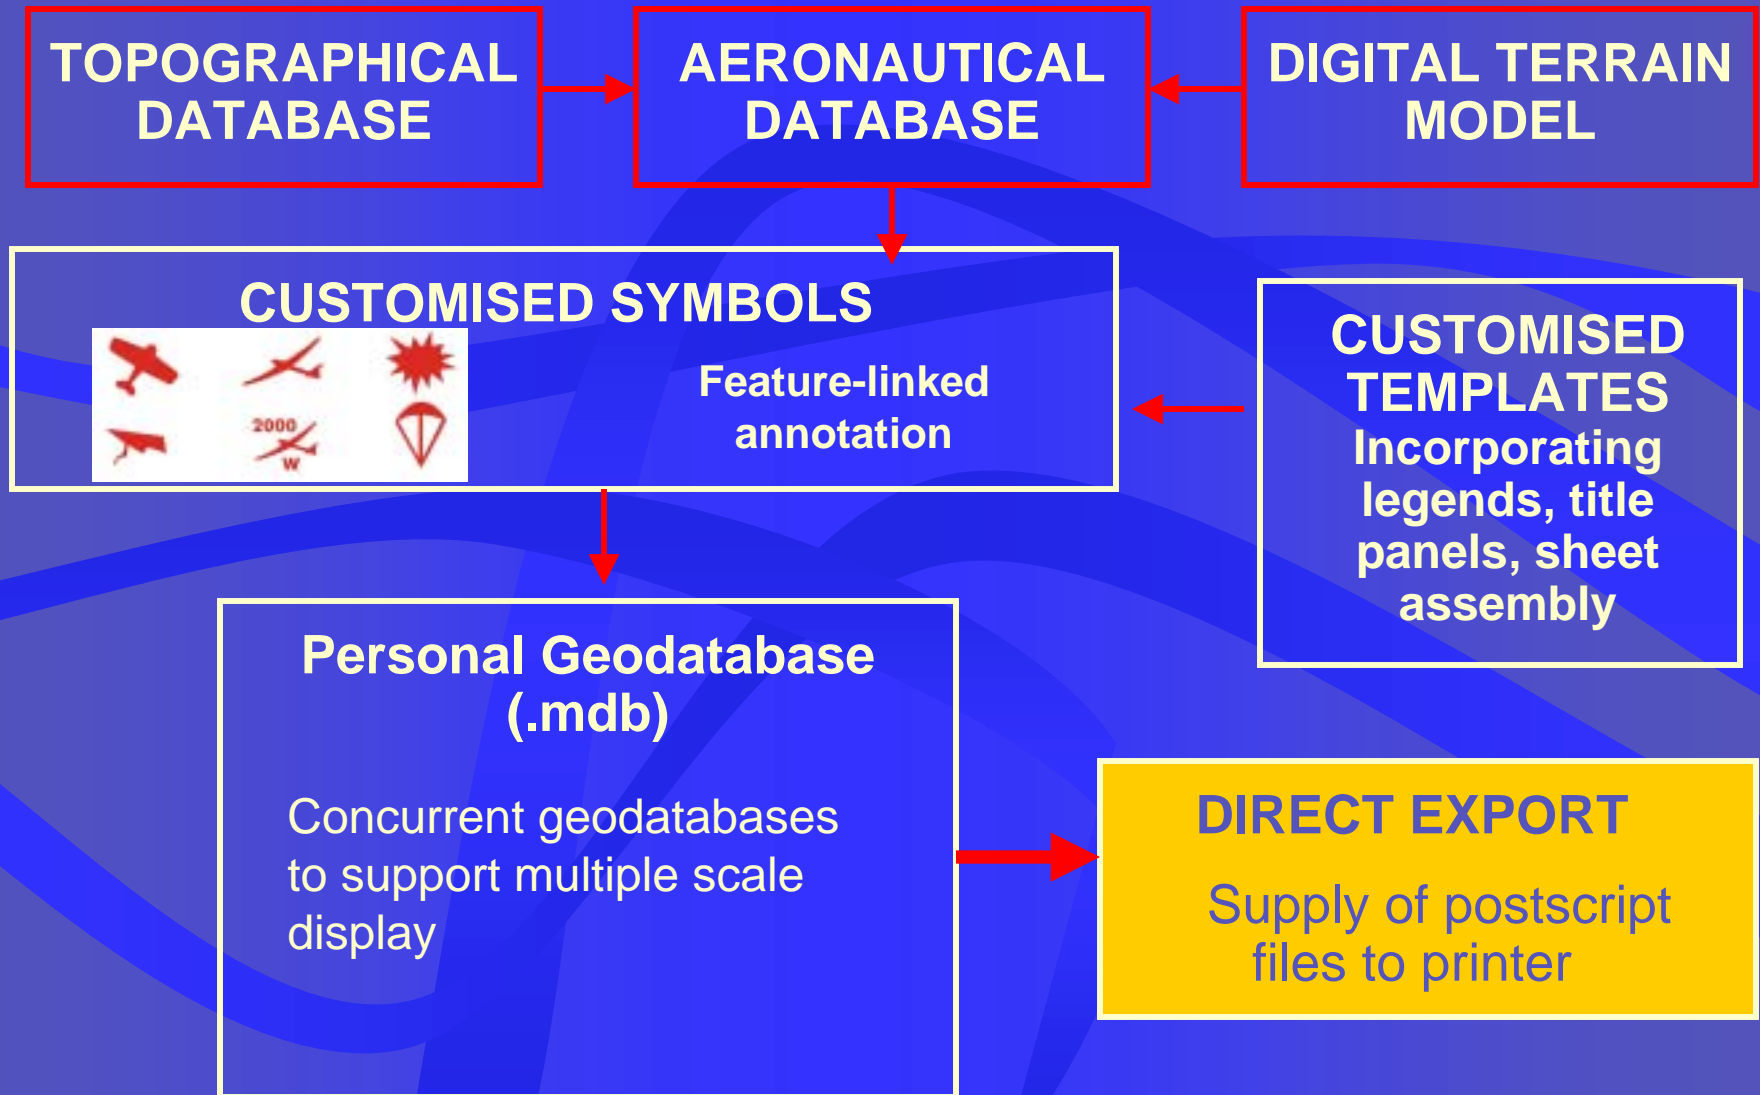 TOPOGRAPHICAL
DATABASE
AERONAUTICAL
DATABASE
DIGITAL TERRAIN
MODEL
CUSTOMISED SYMBOLS
2000
W
Feature-linked
annotation
CUSTOMISED
TEMPLATES
Incorporating
legends, title
panels, sheet
assembly
Personal Geodatabase
(.mdb)
Concurrent geodatabases
to support multiple scale
display
DIRECT EXPORT
Supply of postscript
files to printer